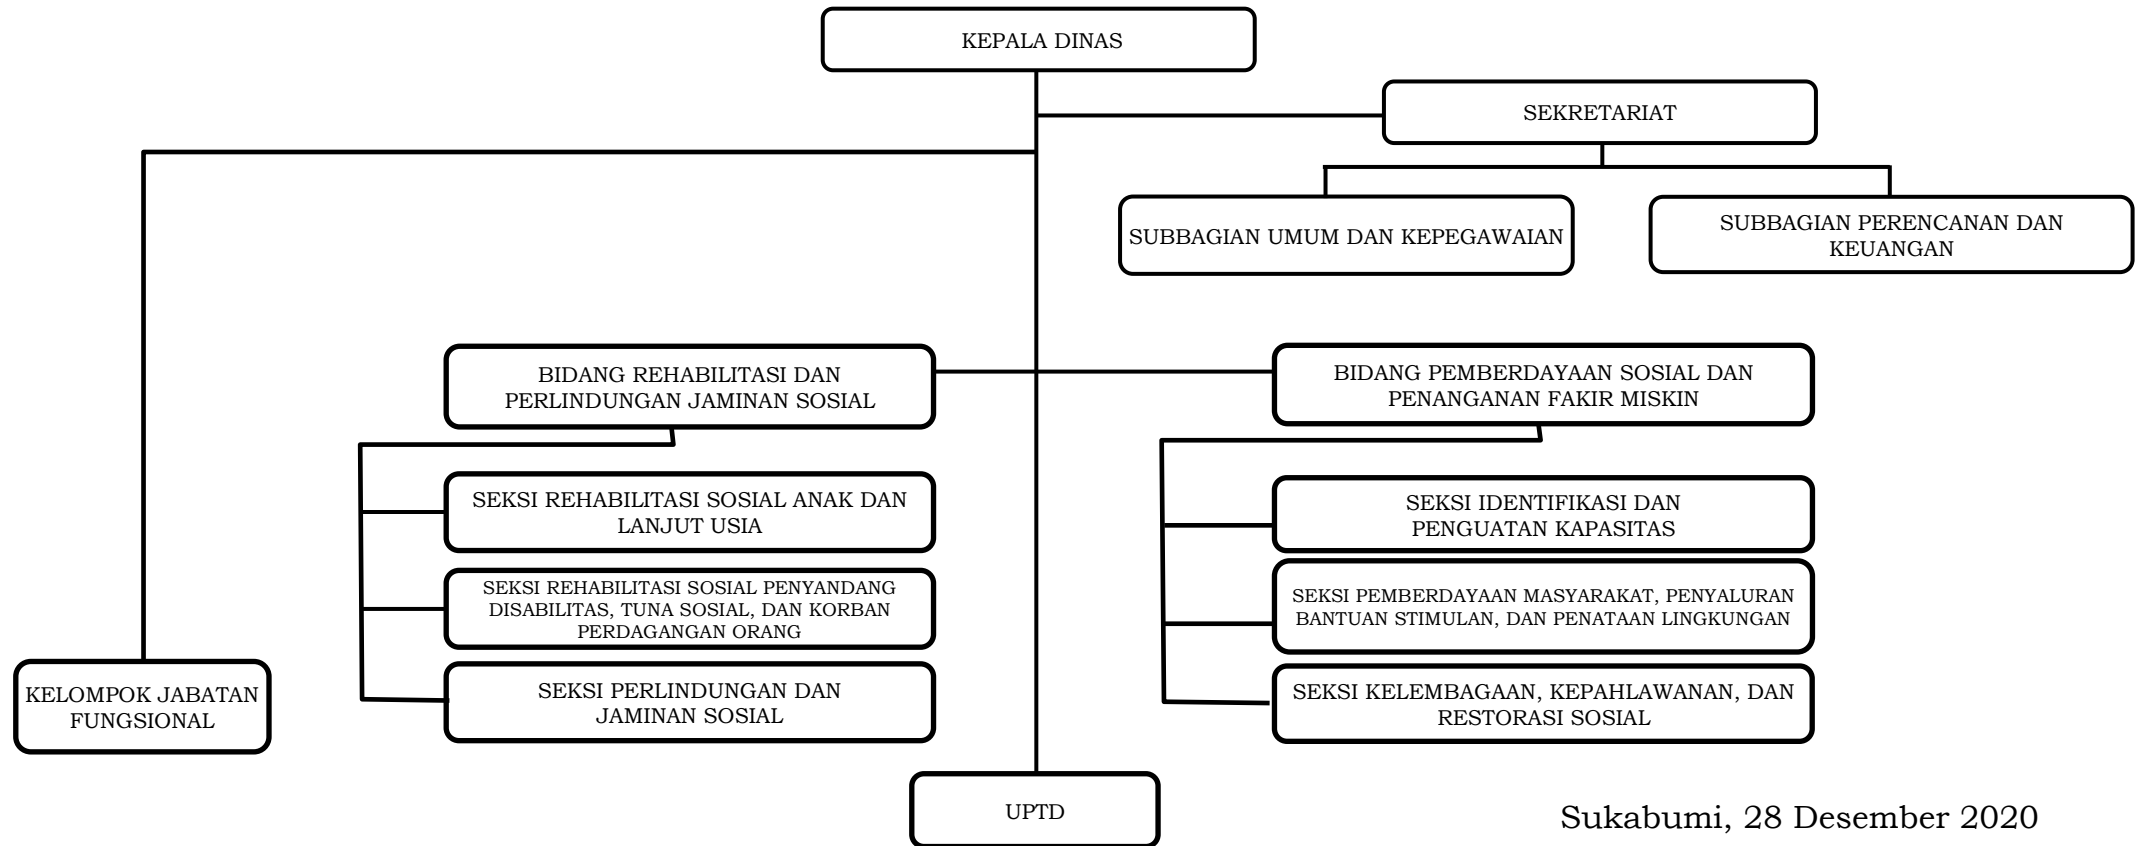 KEPALA DINAS
SEKRETARIAT
SUBBAGIAN UMUM DAN KEPEGAWAIAN
SUBBAGIAN PERENCANAN DAN
KEUANGAN
BIDANG REHABILITASI DAN
PERLINDUNGAN JAMINAN SOSIAL
BIDANG PEMBERDAYAAN SOSIAL DAN
PENANGANAN FAKIR MISKIN
SEKSI REHABILITASI SOSIAL ANAK DAN
LANJUT USIA
SEKSI REHABILITASI SOSIAL PENYANDANG
DISABILITAS, TUNA SOSIAL, DAN KORBAN
PERDAGANGAN ORANG
SEKSI PERLINDUNGAN DAN
JAMINAN SOSIAL
SEKSI IDENTIFIKASI DAN
PENGUATAN KAPASITAS
SEKSI PEMBERDAYAAN MASYARAKAT, PENYALURAN
BANTUAN STIMULAN, DAN PENATAAN LINGKUNGAN
SEKSI KELEMBAGAAN, KEPAHLAWANAN, DAN
RESTORASI SOSIAL
KELOMPOK JABATAN
FUNGSIONAL
UPTD
Sukabumi, 28 Desember 2020